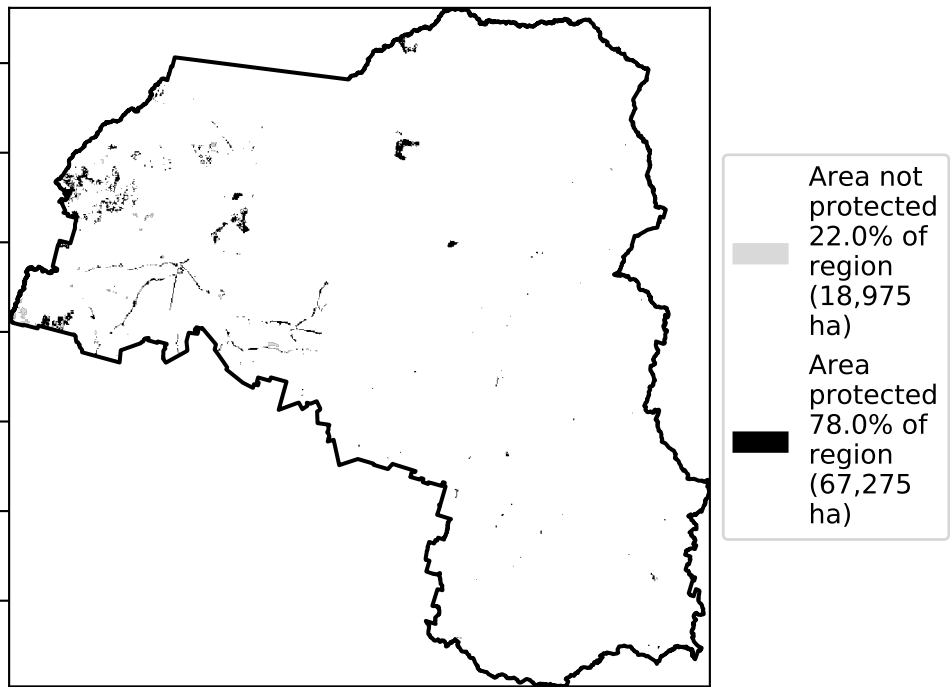 Area not
protected
22.0% of
region
(18,975
ha)
Area
protected
78.0% of
region
(67,275
ha)